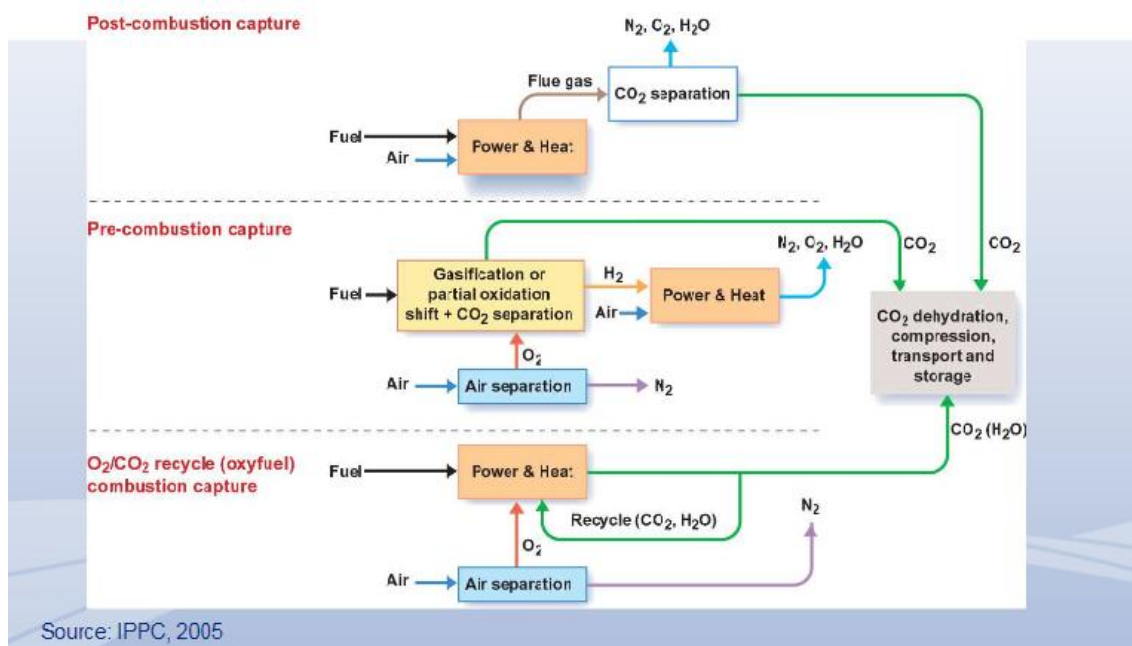 Post-combustion capture
N2, O2, H2O
Flue gas
CO2 separation
Fuel
Air
Power & Heat
Pre-combustion capture
N2, O2, H2O
CO2
CO2
Gasification or
partial oxidation
shift + CO2 separation
H2
Fuel
Power & Heat
Air
CO2 dehydration,
compression,
transport and
storage
O2
Air
Air separation
N2
CO2 (H2O)
O2/CO2 recycle (oxyfuel)
combustion capture
Fuel
Power & Heat
N2
Recycle (CO2, H2O)
O2
Air
Air separation
Source: IPPC, 2005